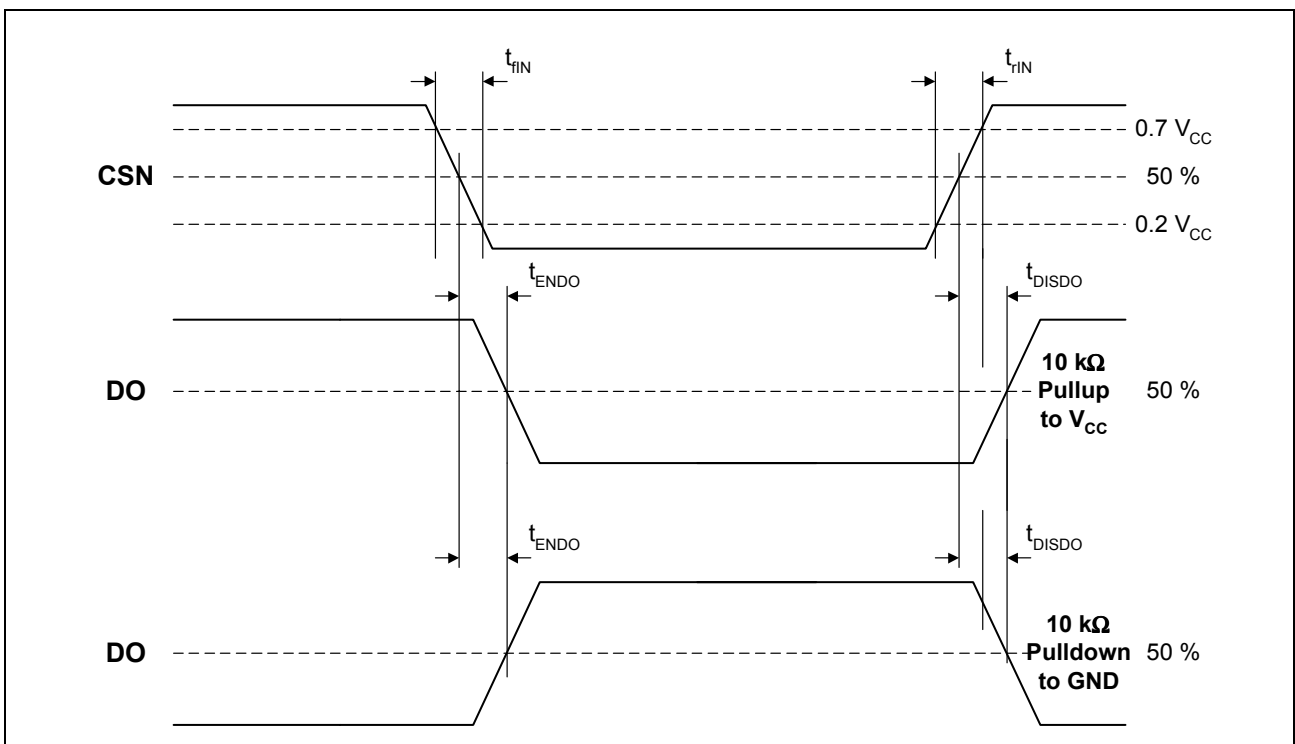 t_fIN t_rIN
0.7 V_CC
CSN 50 %
0.2 V_CC
t_ENDO t_DISDO
10 kΩ
DO Pullup 50 %
to V_CC
t_ENDO t_DISDO
10 kΩ
DO Pulldown 50 %
to GND